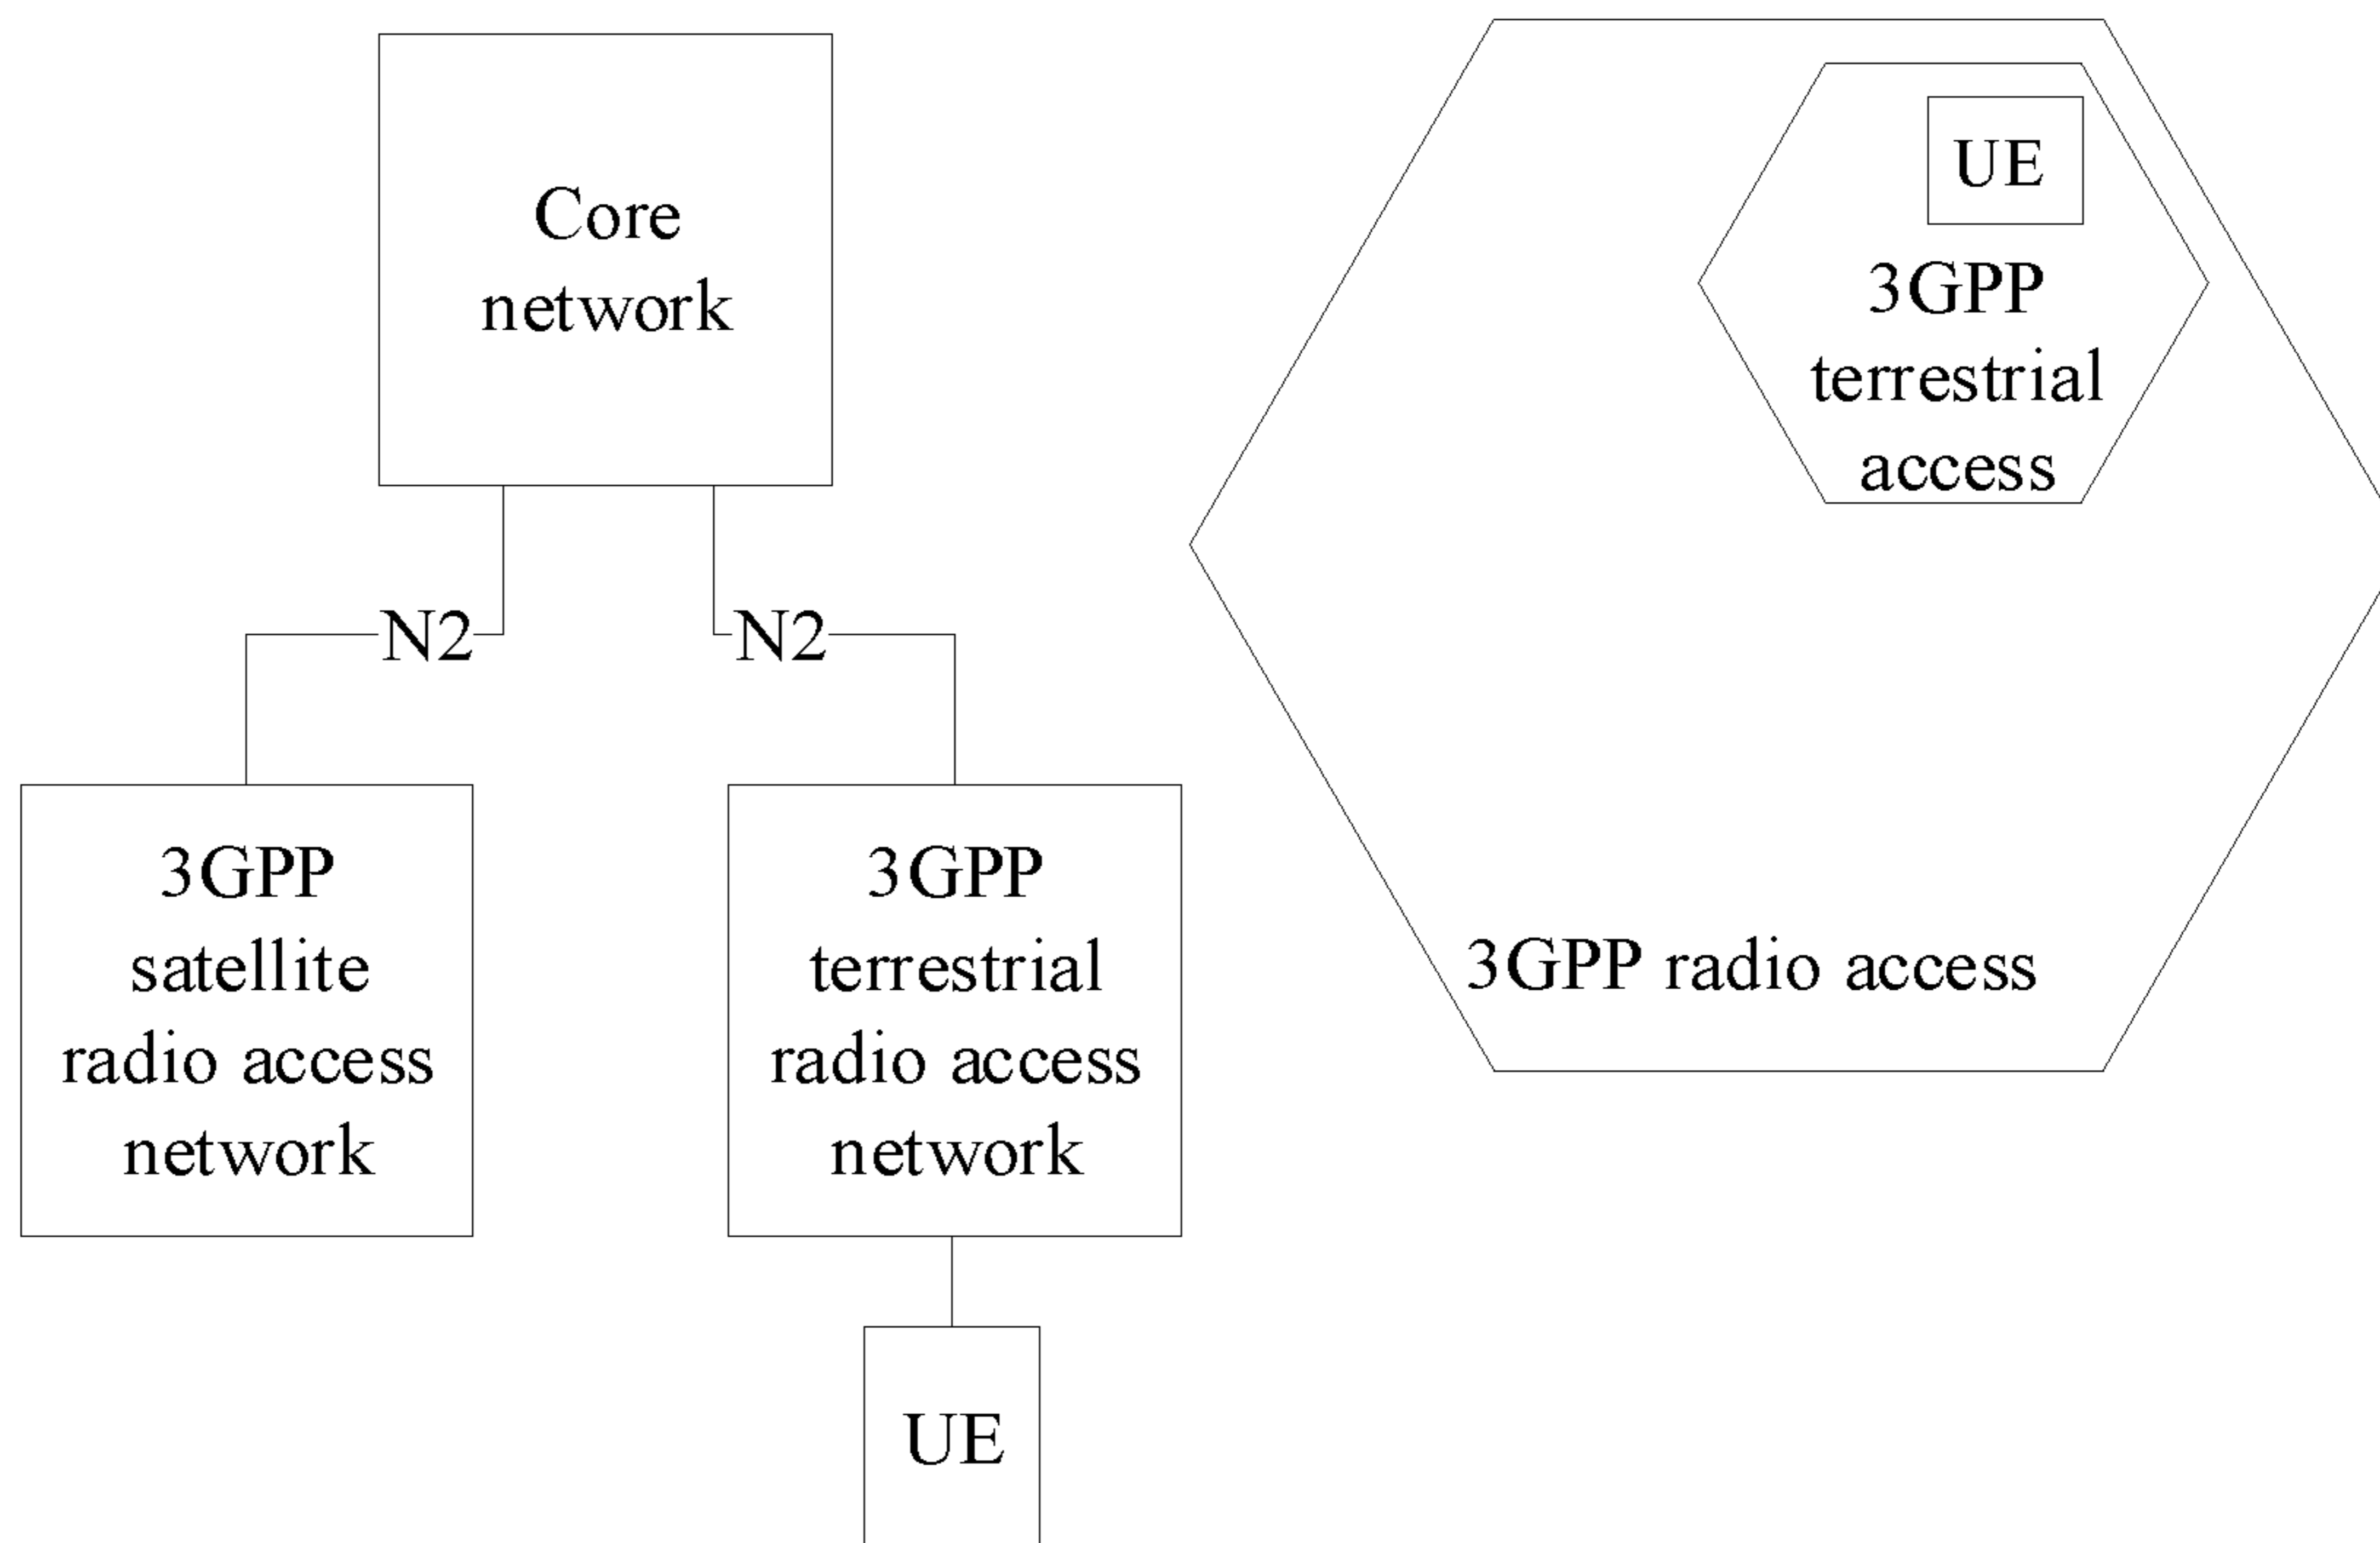 Core
network
N2
N2
3GPP
satellite
radio access
network
3GPP
terrestrial
radio access
network
UE
UE
3GPP
terrestrial
access
3GPP radio access